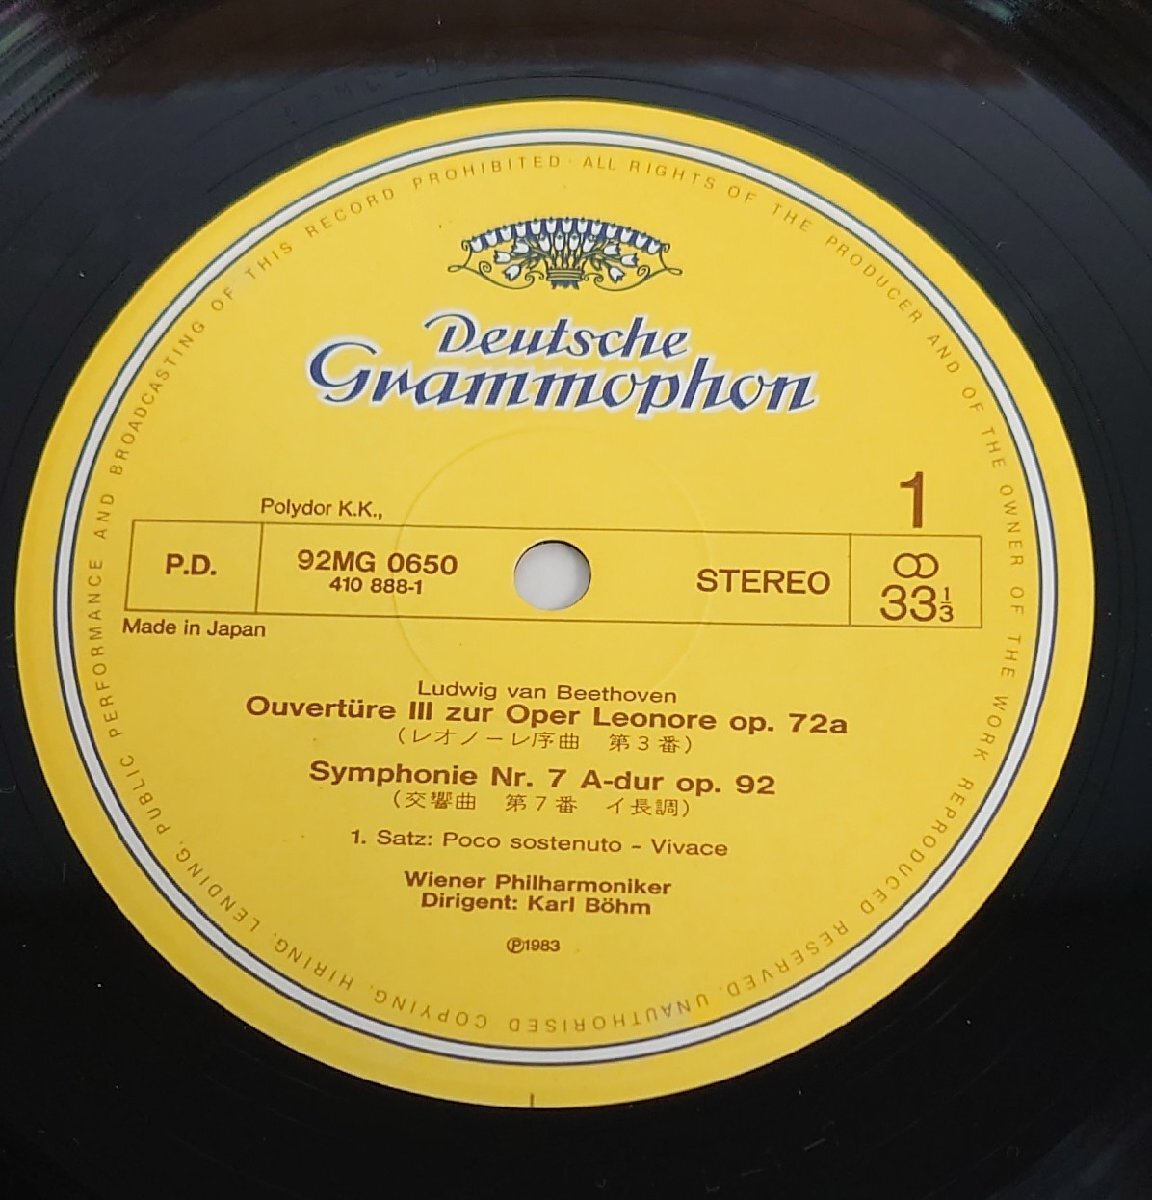 PERFORMANCE AND BROADCASTING OF THIS RECORD PROHIBITED · ALL RIGHTS OF THE PRODUCER AND OF THE OWNER OF THE WORK REPRODUCED RESERVED. UNAUTHORISED COPYING, HIRING, LENDING, PUBLIC
Deutsche
Grammophon
1
Polydor K.K.,
P.D.
92MG 0650
410 888-1
STEREO
33 1/3
Made in Japan
Ludwig van Beethoven
Ouvertüre III zur Oper Leonore op. 72a
(レオノーレ序曲 第3番)
Symphonie Nr. 7 A-dur op. 92
(交響曲 第7番 イ長調)
1. Satz: Poco sostenuto – Vivace
Wiener Philharmoniker
Dirigent: Karl Böhm
℗1983